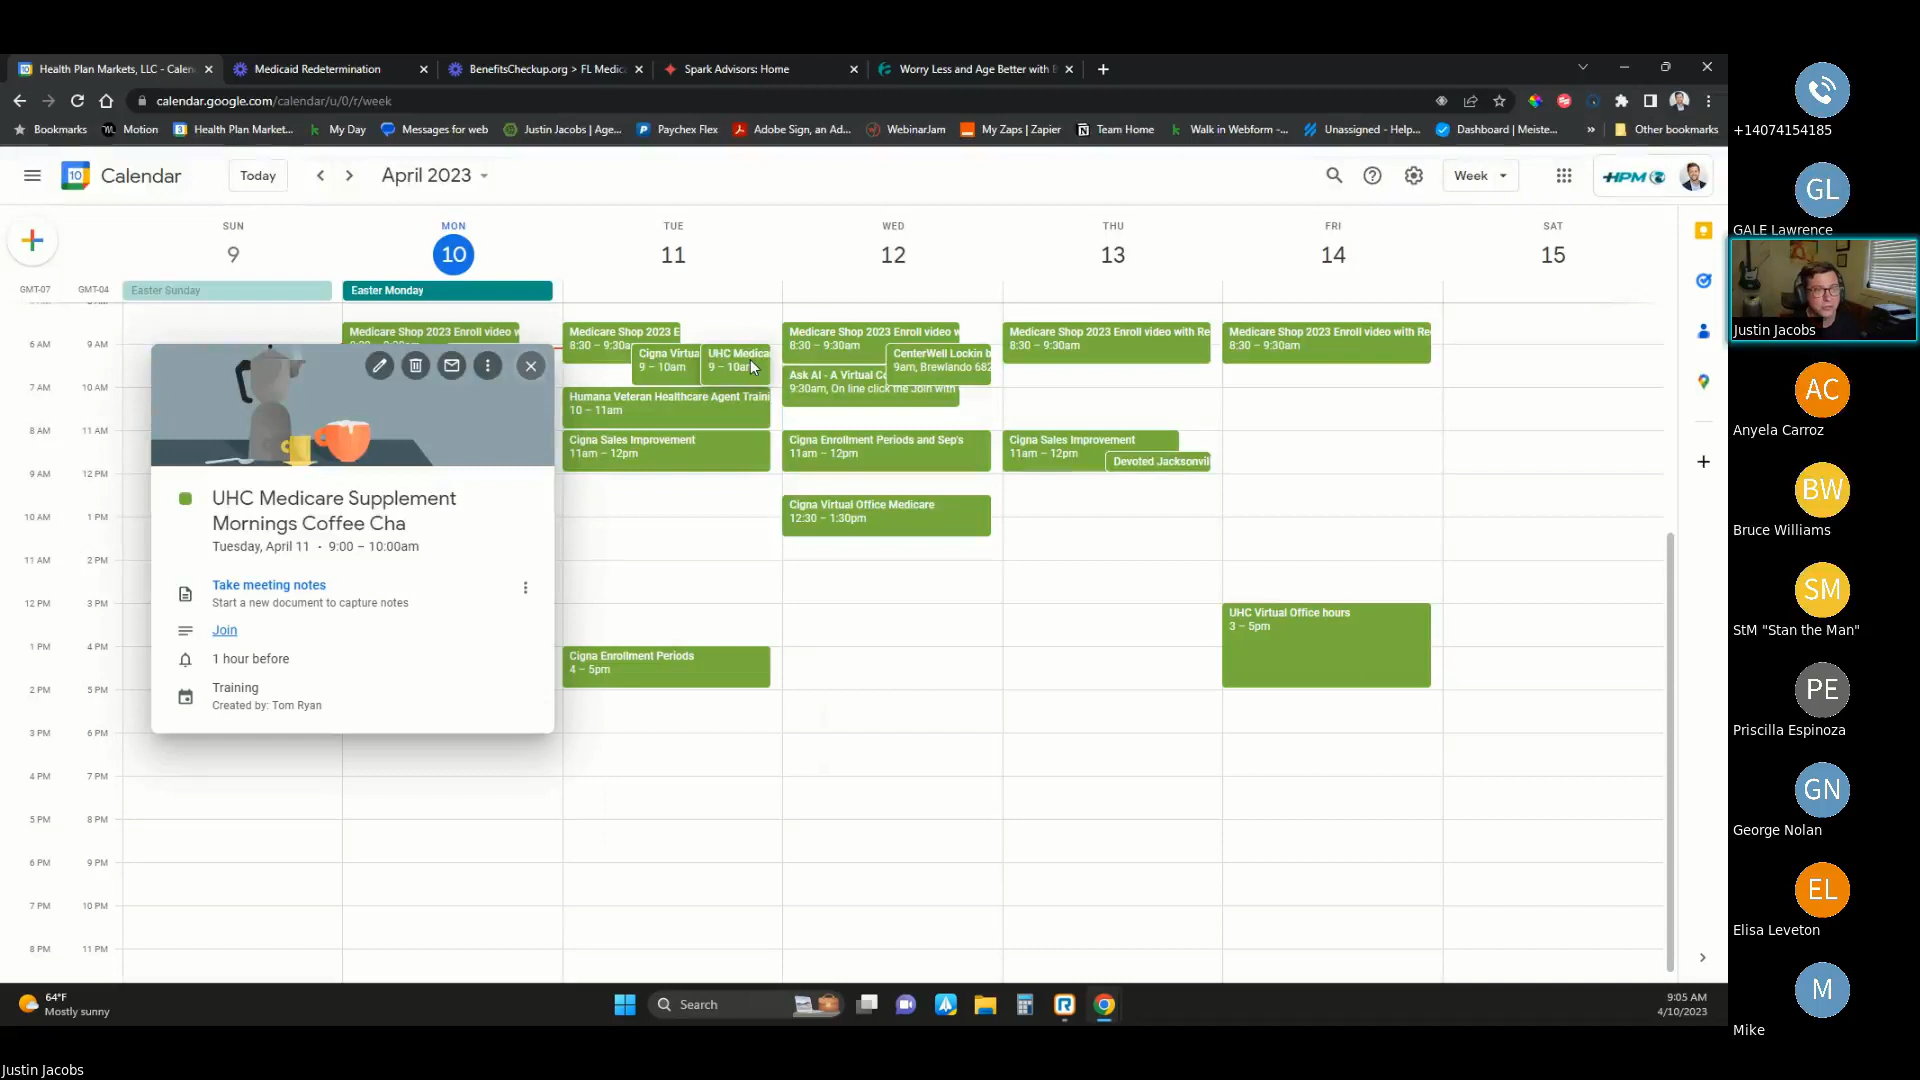 Health Plan Markets, LLC - Calen
Medicaid Redetermination
BenefitsCheckup.org > FL Medic
Spark Advisors: Home
Worry Less and Age Better with B
calendar.google.com/calendar/u/0/r/week
Bookmarks
Motion
Health Plan Market...
My Day
Messages for web
Justin Jacobs | Age...
Paychex Flex
Adobe Sign, an Ad...
WebinarJam
My Zaps | Zapier
Team Home
Walk in Webform -...
Unassigned - Help...
Dashboard | Meiste...
»
Other bookmarks
10
Calendar
Today
April 2023
Week
HPM
SUN
9
MON
10
TUE
11
WED
12
THU
13
FRI
14
SAT
15
GMT-07
GMT-04
Easter Sunday
Easter Monday
6 AM
9 AM
7 AM
10 AM
8 AM
11 AM
9 AM
12 PM
10 AM
1 PM
11 AM
2 PM
12 PM
3 PM
1 PM
4 PM
2 PM
5 PM
3 PM
6 PM
4 PM
7 PM
5 PM
8 PM
6 PM
9 PM
7 PM
10 PM
8 PM
11 PM
Medicare Shop 2023 Enroll video w
Medicare Shop 2023 E
8:30 – 9:30a
Cigna Virtua
9 – 10am
UHC Medica
9 – 10am
Humana Veteran Healthcare Agent Traini
10 – 11am
Cigna Sales Improvement
11am – 12pm
Cigna Enrollment Periods
4 – 5pm
Medicare Shop 2023 Enroll video w
8:30 – 9:30am
CenterWell Lockin b
9am, Brewlando 682
Ask AI - A Virtual Co
9:30am, On line click the Join with
Cigna Enrollment Periods and Sep's
11am – 12pm
Cigna Virtual Office Medicare
12:30 – 1:30pm
Medicare Shop 2023 Enroll video with Re
8:30 – 9:30am
Cigna Sales Improvement
11am – 12pm
Devoted Jacksonvil
Medicare Shop 2023 Enroll video with Re
8:30 – 9:30am
UHC Virtual Office hours
3 – 5pm
UHC Medicare Supplement
Mornings Coffee Cha
Tuesday, April 11 • 9:00 – 10:00am
Take meeting notes
Start a new document to capture notes
Join
1 hour before
Training
Created by: Tom Ryan
64°F
Mostly sunny
Search
9:05 AM
4/10/2023
+14074154185
GL
GALE Lawrence
Justin Jacobs
AC
Anyela Carroz
BW
Bruce Williams
SM
StM "Stan the Man"
PE
Priscilla Espinoza
GN
George Nolan
EL
Elisa Leveton
M
Mike
Justin Jacobs